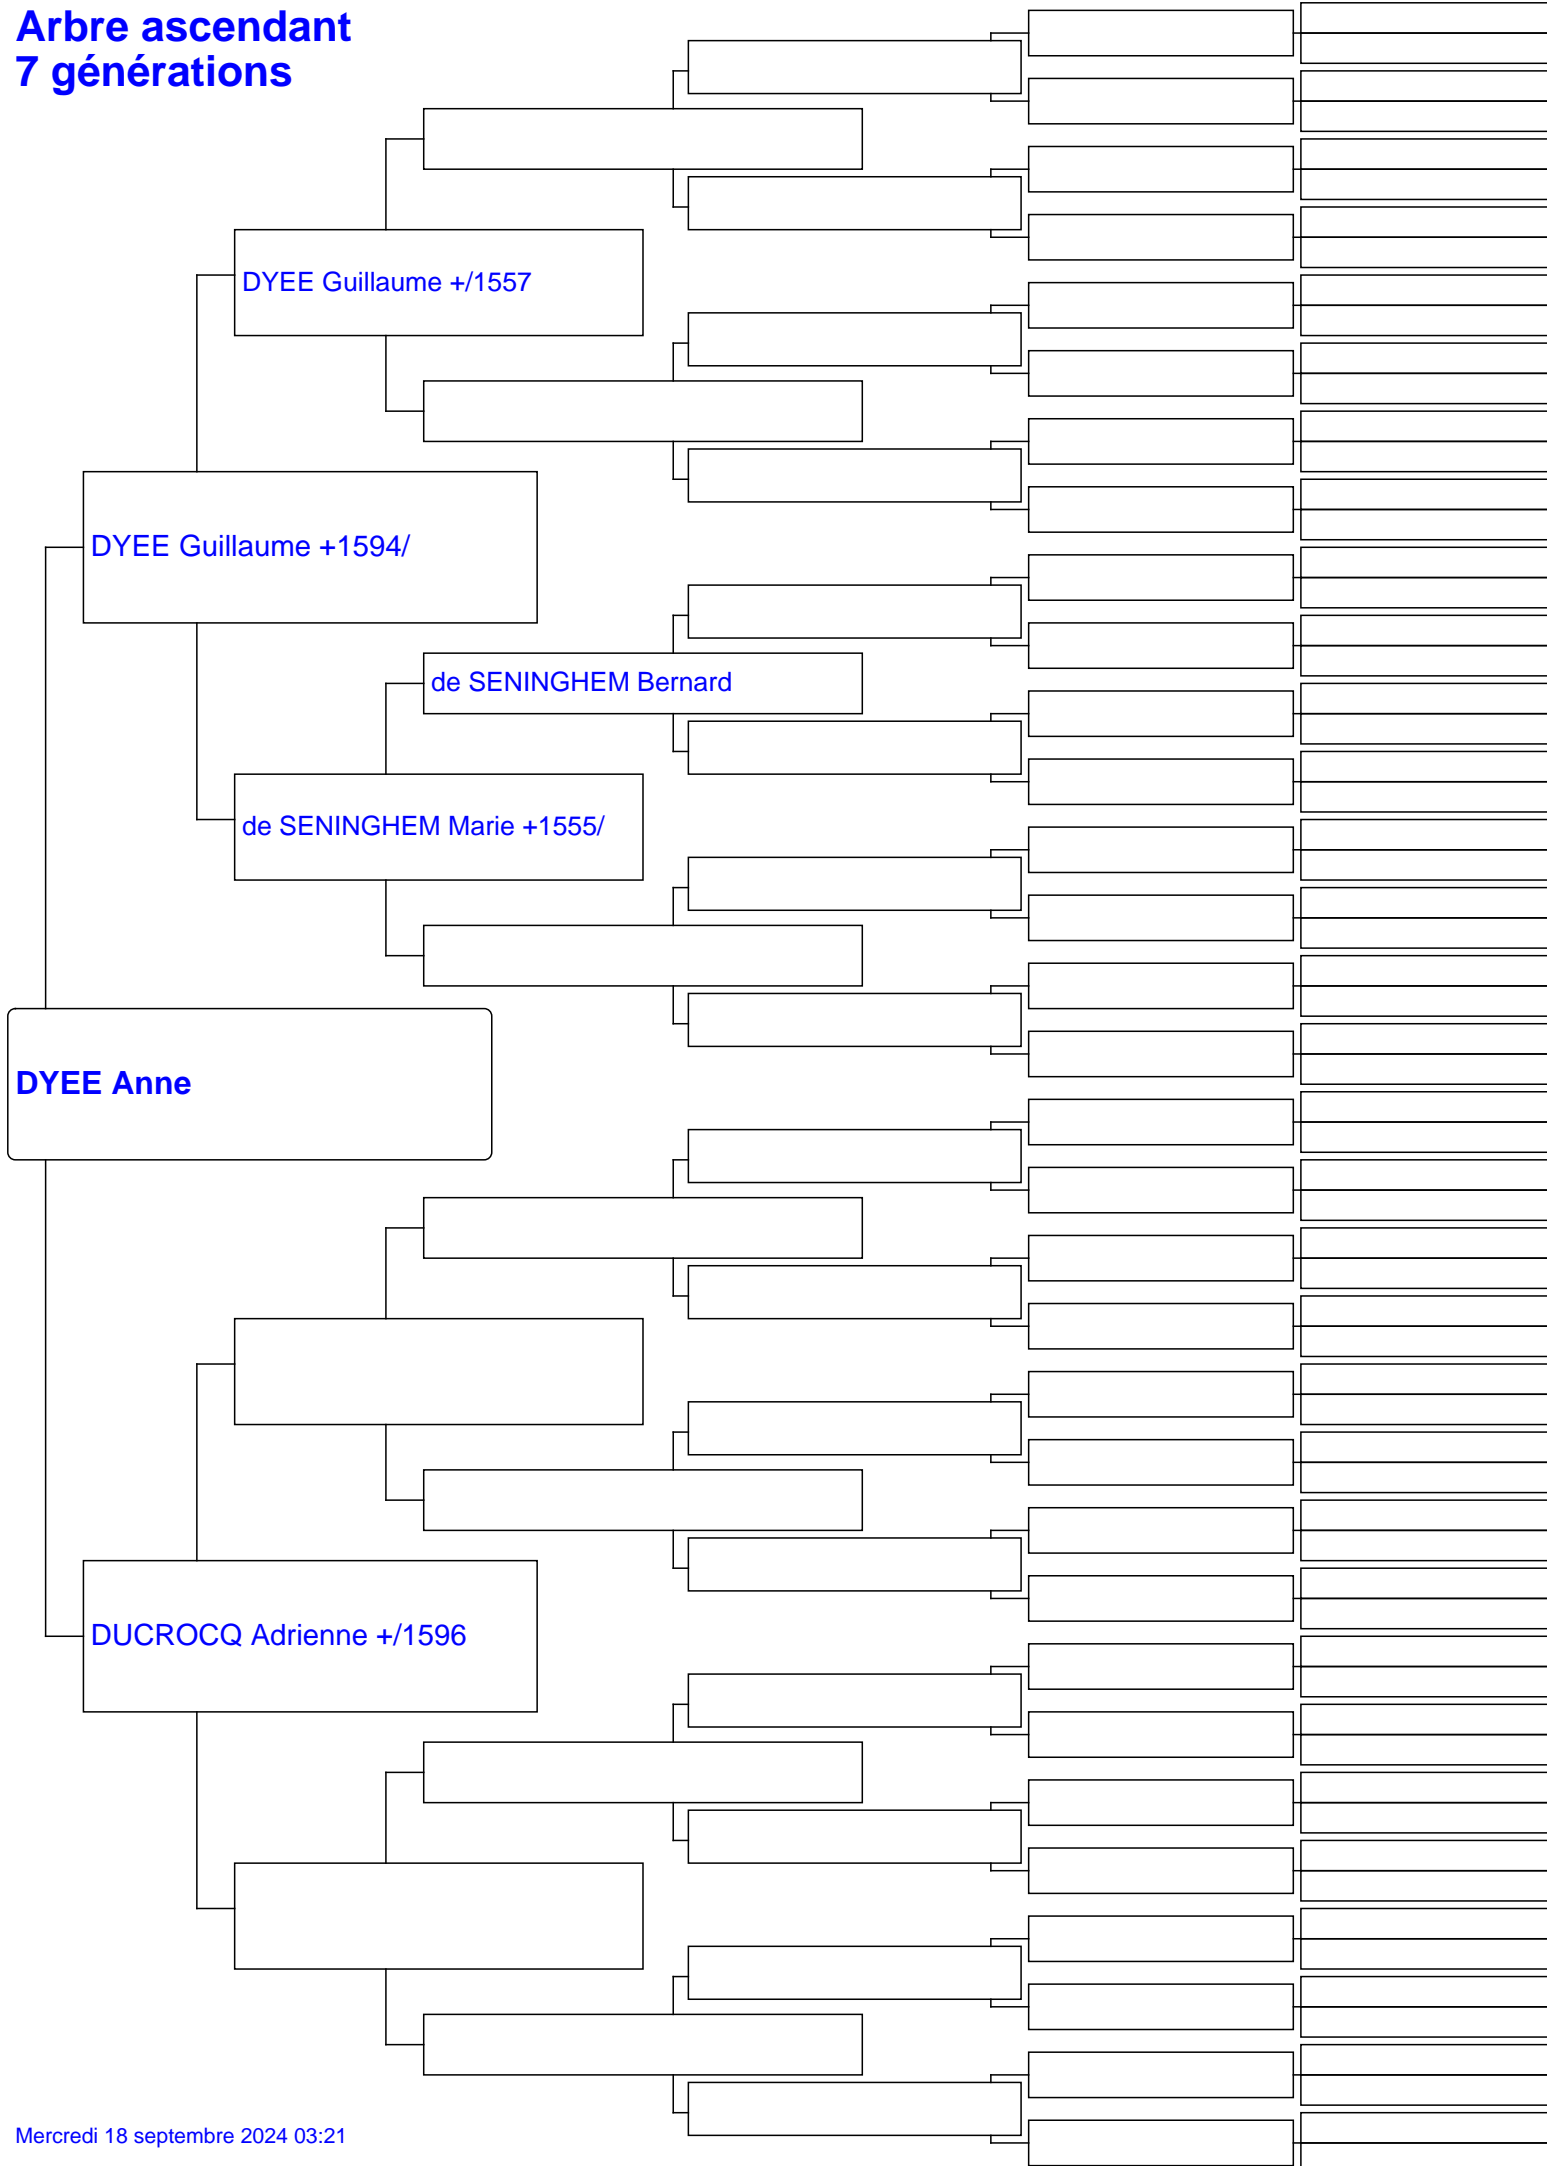 Arbre ascendant
7 générations
DYEE Guillaume +/1557
DYEE Guillaume +1594/
de SENINGHEM Bernard
de SENINGHEM Marie +1555/
DYEE Anne
DUCROCQ Adrienne +/1596
Mercredi 18 septembre 2024 03:21